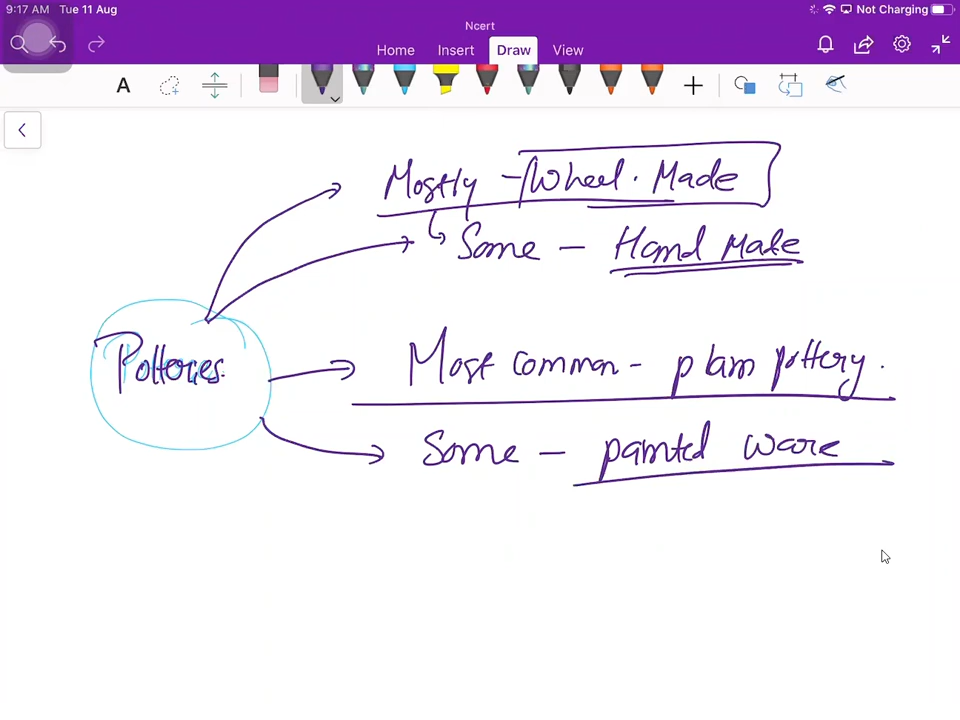 9:17 AM Tue 11 Aug
Not Charging
Ncert
Home Insert Draw View
A
Mostly - Wheel. Made
Some - Hand Made
Potteries.
Most common - plain pottery.
Some - painted ware